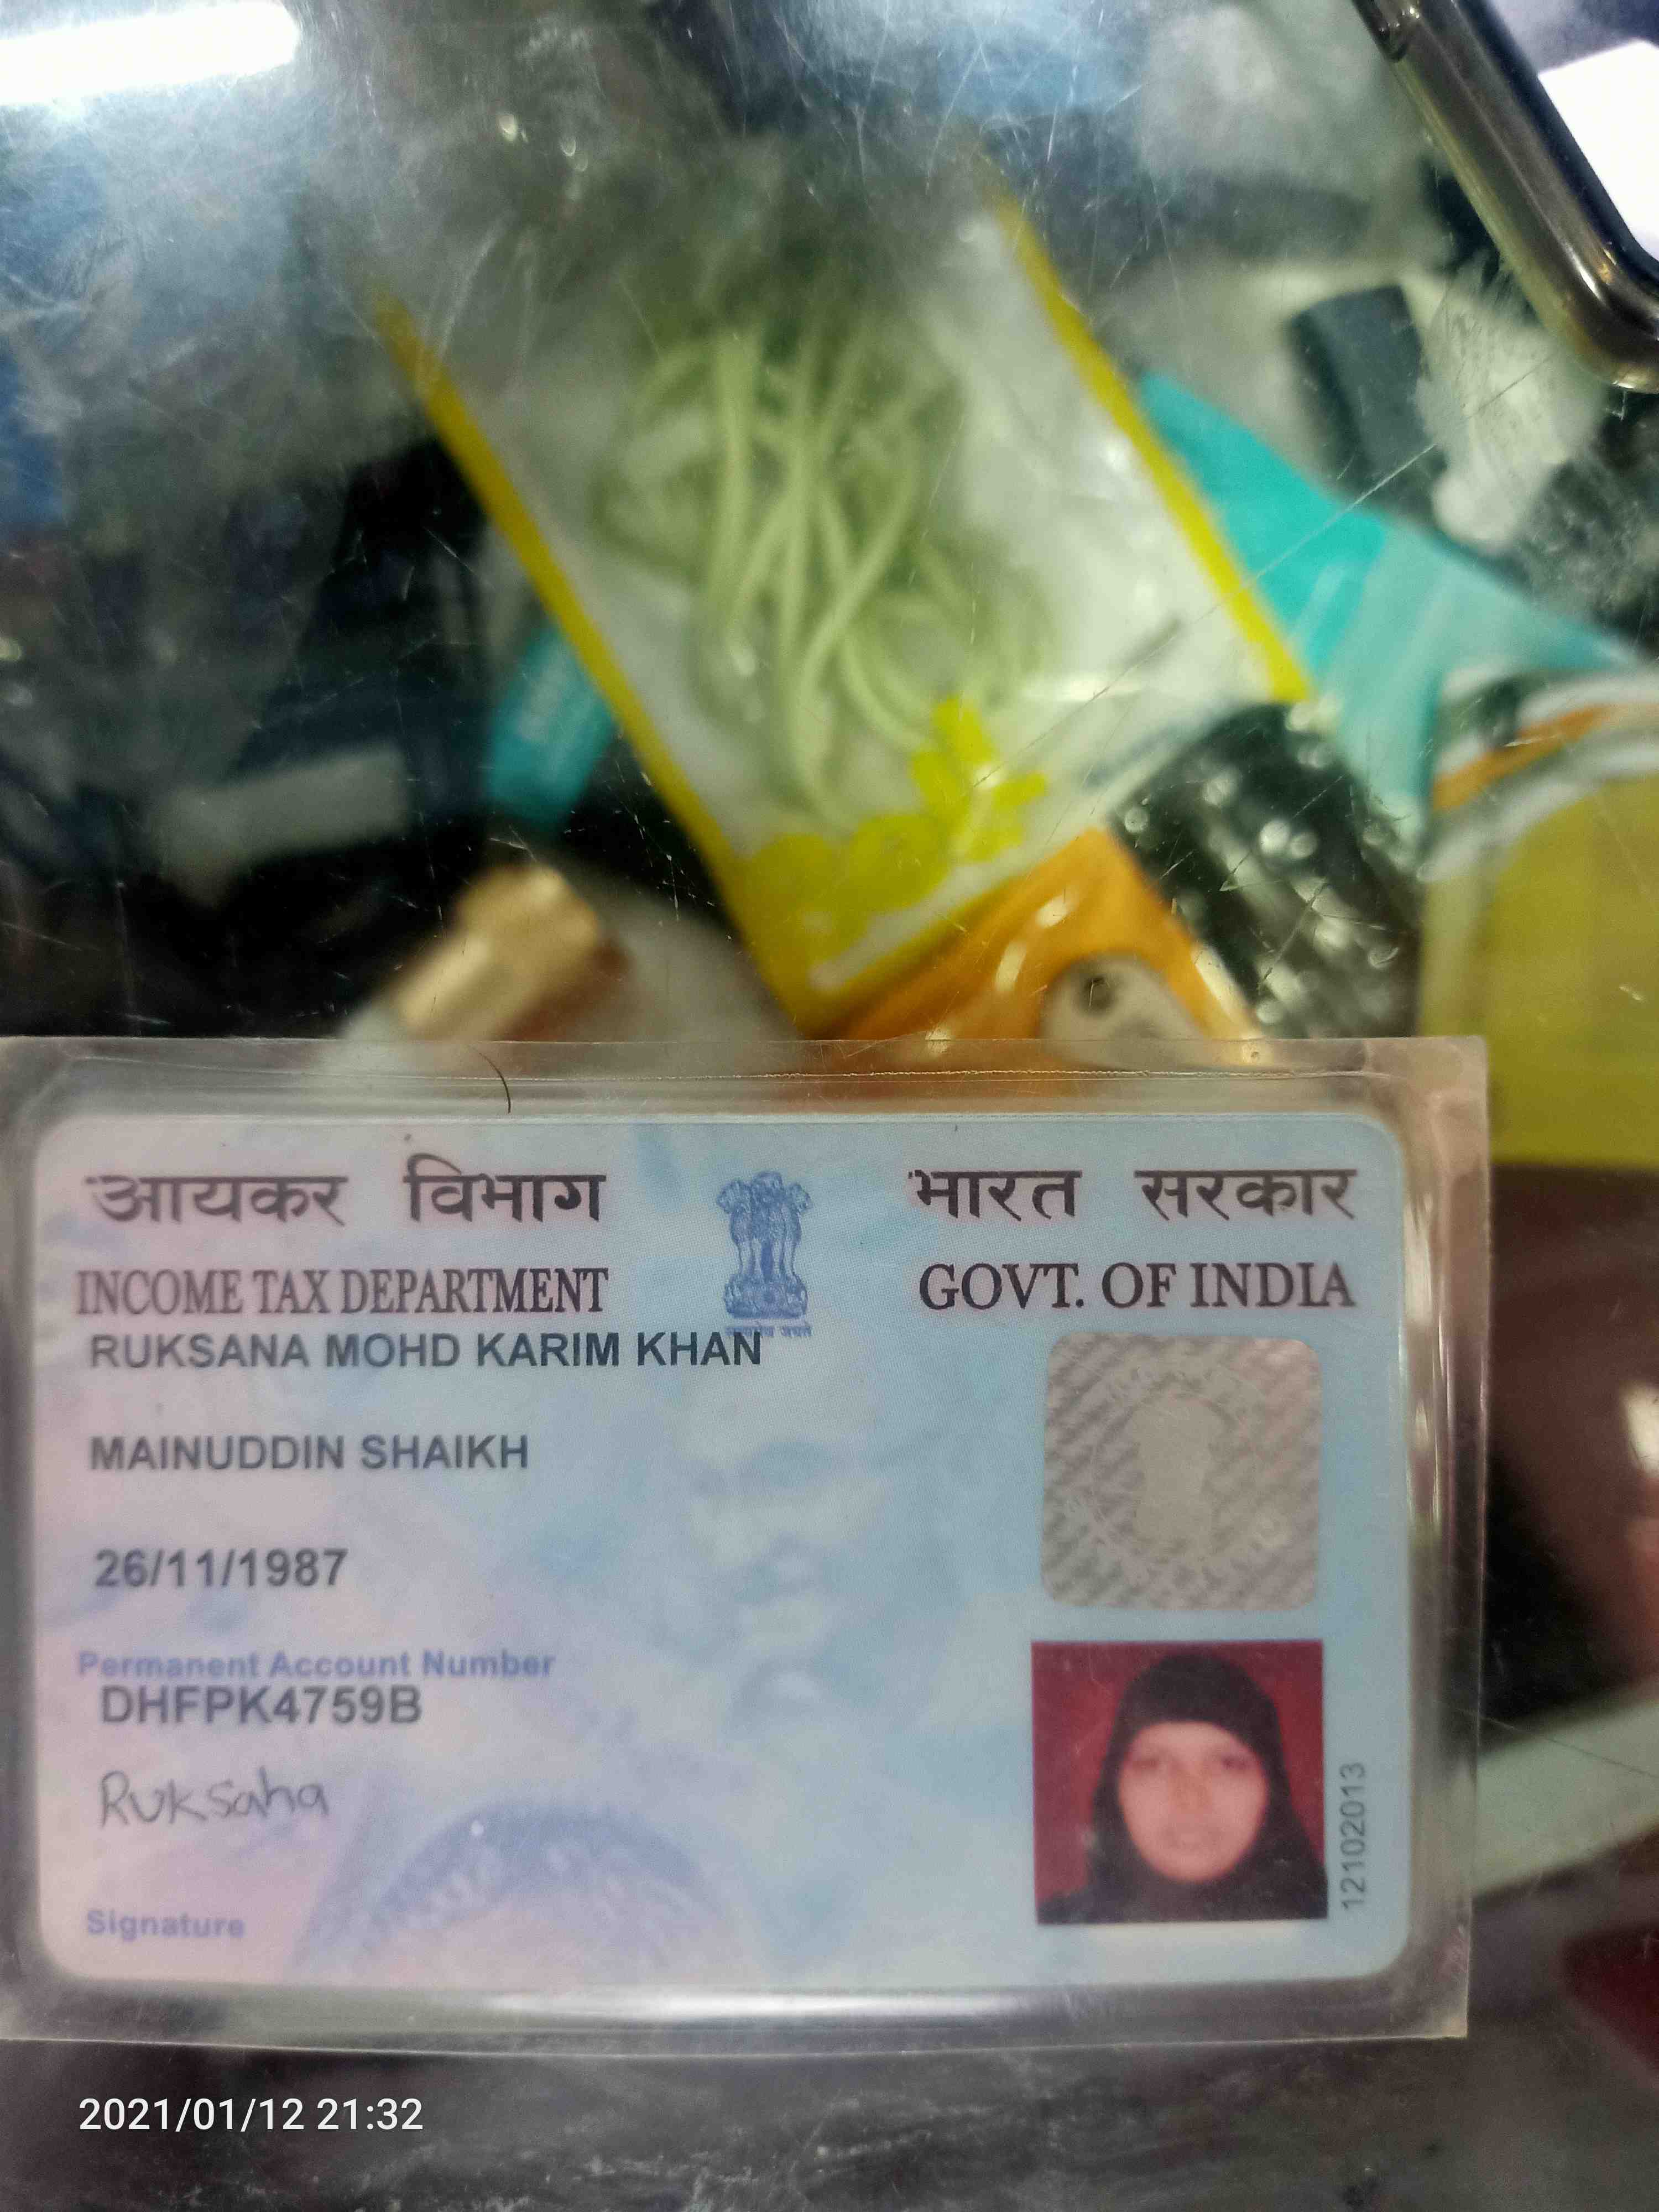 आयकर विभाग
भारत सरकार
INCOME TAX DEPARTMENT
GOVT. OF INDIA
सत्यमेव जयते
RUKSANA MOHD KARIM KHAN
MAINUDDIN SHAIKH
26/11/1987
Permanent Account Number
DHFPK4759B
Ruksana
Signature
12102013
2021/01/12 21:32